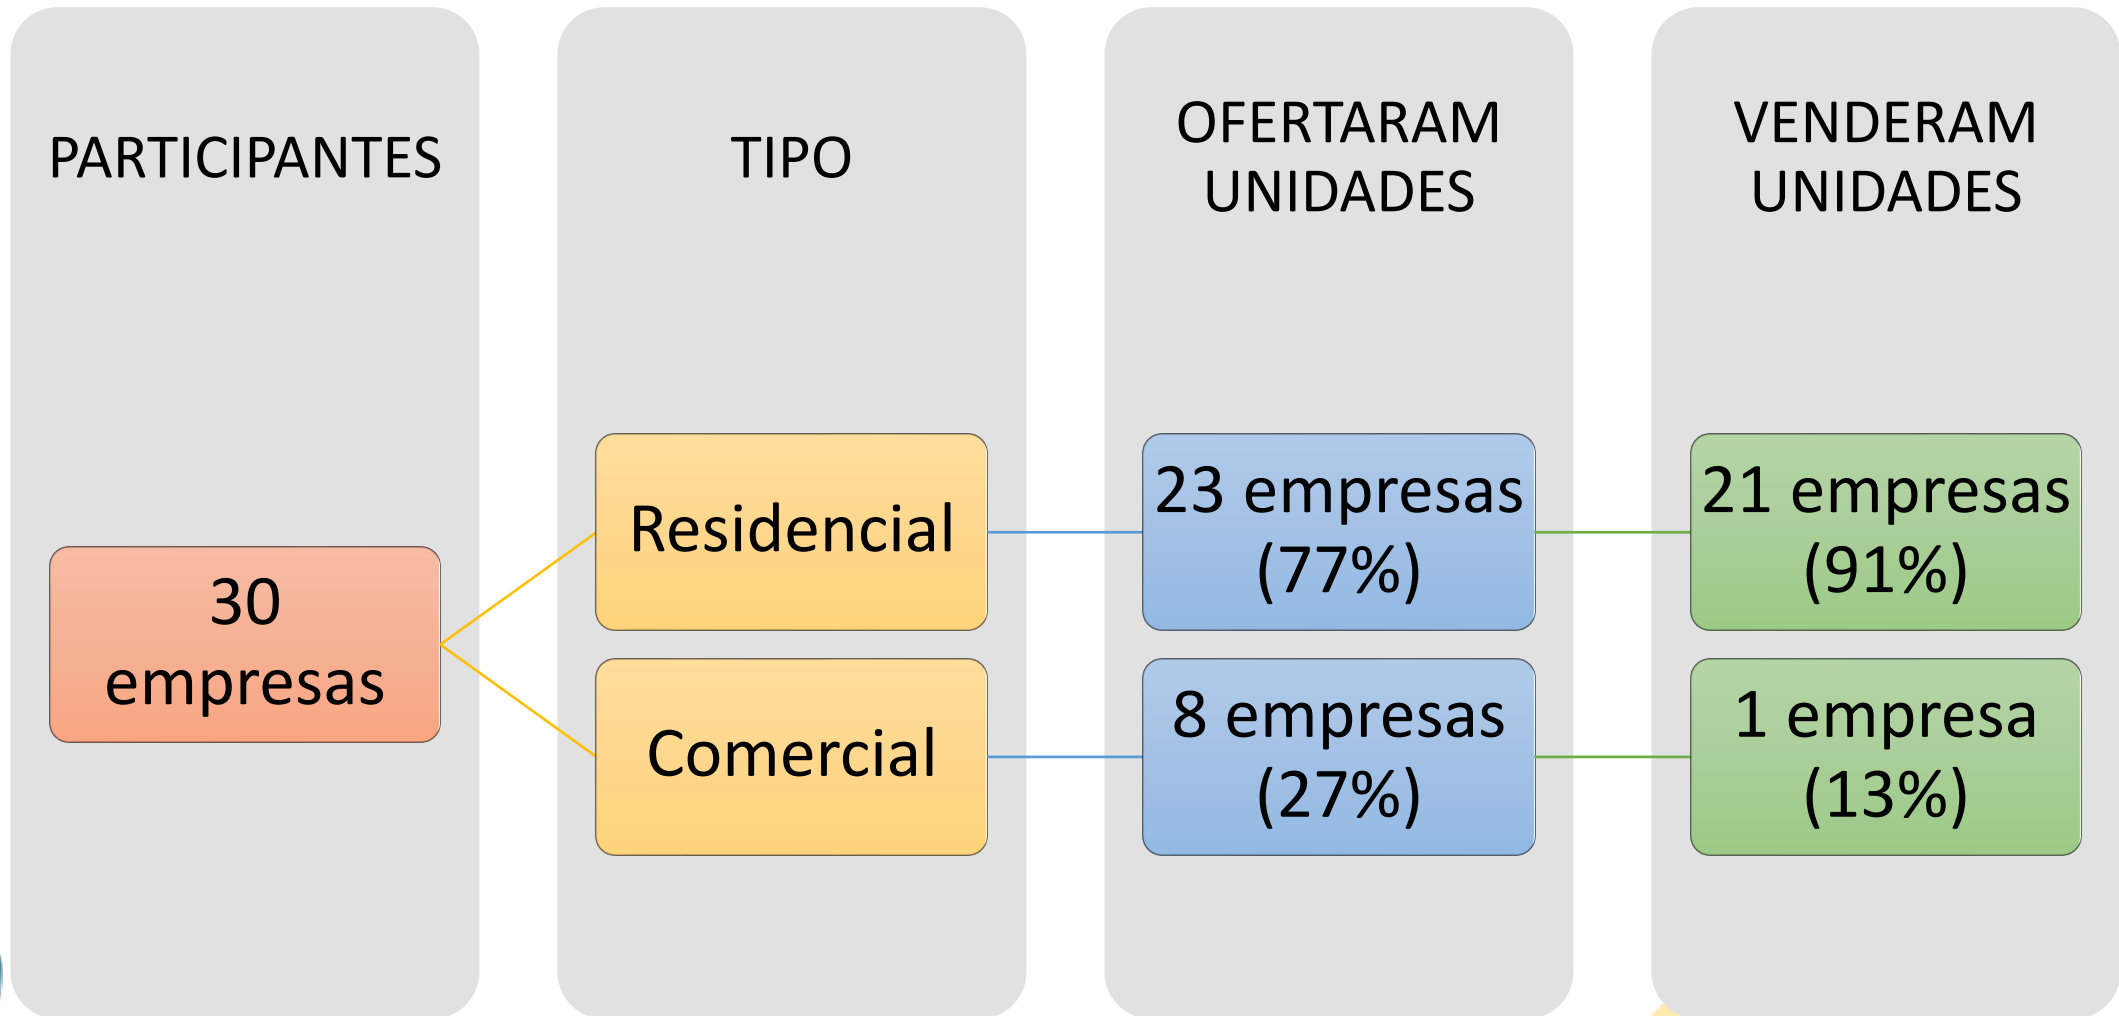 PARTICIPANTES
TIPO
OFERTARAM
UNIDADES
VENDERAM
UNIDADES
30
empresas
Residencial
23 empresas
(77%)
21 empresas
(91%)
Comercial
8 empresas
(27%)
1 empresa
(13%)